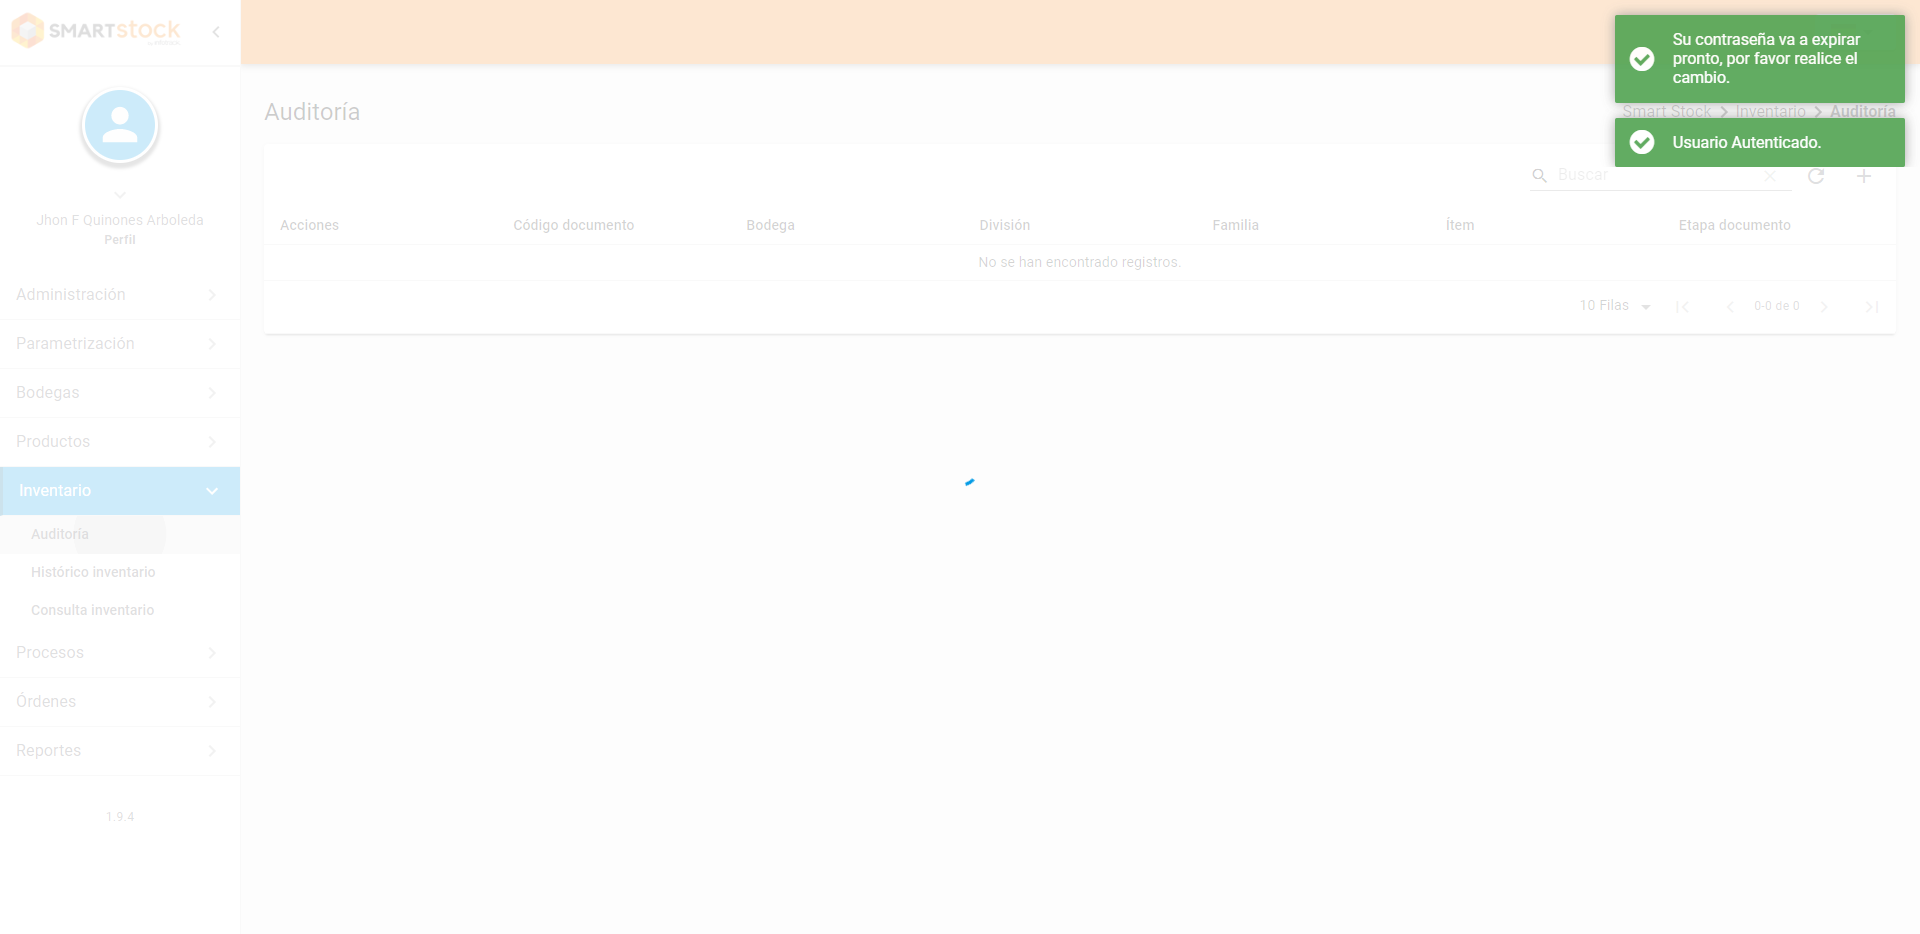 SMARTstock
Su contraseña va a expirar
pronto, por favor realice el
cambio.
Usuario Autenticado.
Auditoría
Smart Stock > Inventario > Auditoría
Buscar
Jhon F Quinones Arboleda
Perfil
Acciones Código documento Bodega División Familia Ítem Etapa documento
No se han encontrado registros.
10 Filas 0-0 de 0
Administración
Parametrización
Bodegas
Productos
Inventario
Auditoría
Histórico inventario
Consulta inventario
Procesos
Órdenes
Reportes
1.9.4